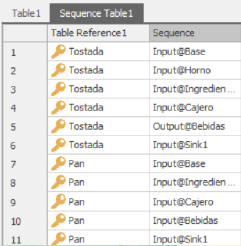 Table1 Sequence Table1
Table Reference1 Sequence
1 Tostada Input@Base
2 Tostada Input@Horno
3 Tostada Input@Ingredien ...
4 Tostada Input@Cajero
5 Tostada Output@Bebidas
6 Tostada Input@Sink1
7 Pan Input@Base
8 Pan Input@Ingredien ...
9 Pan Input@Cajero
10 Pan Input@Bebidas
11 Pan Input@Sink1